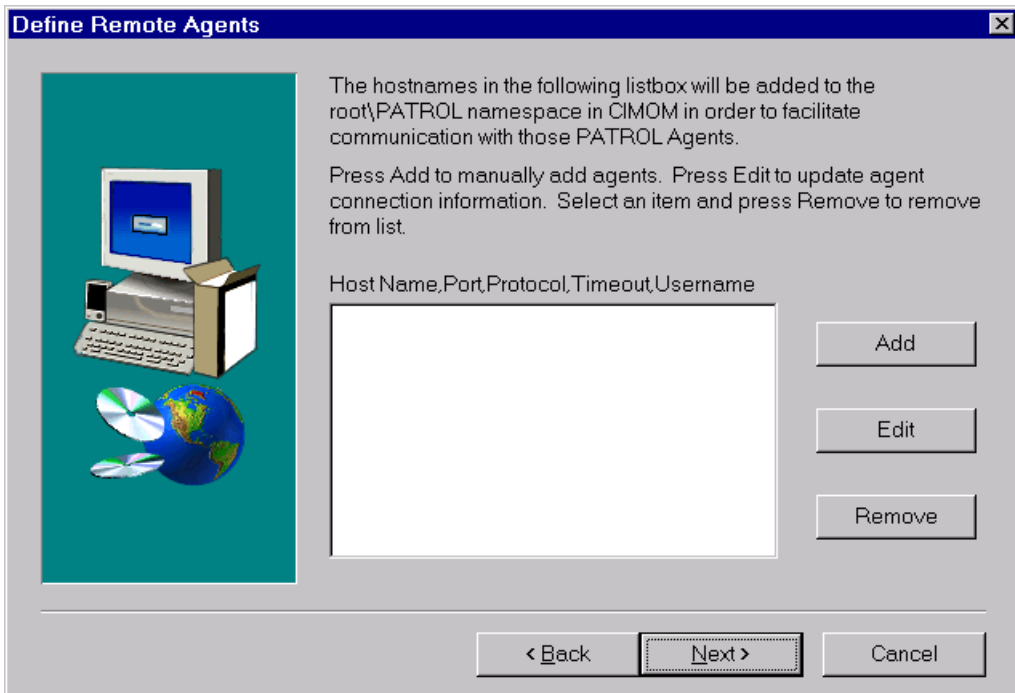 Define Remote Agents
The hostnames in the following listbox will be added to the
root\PATROL namespace in CIMOM in order to facilitate
communication with those PATROL Agents.
Press Add to manually add agents.  Press Edit to update agent
connection information.  Select an item and press Remove to remove
from list.
Host Name,Port,Protocol,Timeout,Username
Add
Edit
Remove
< Back
Next >
Cancel